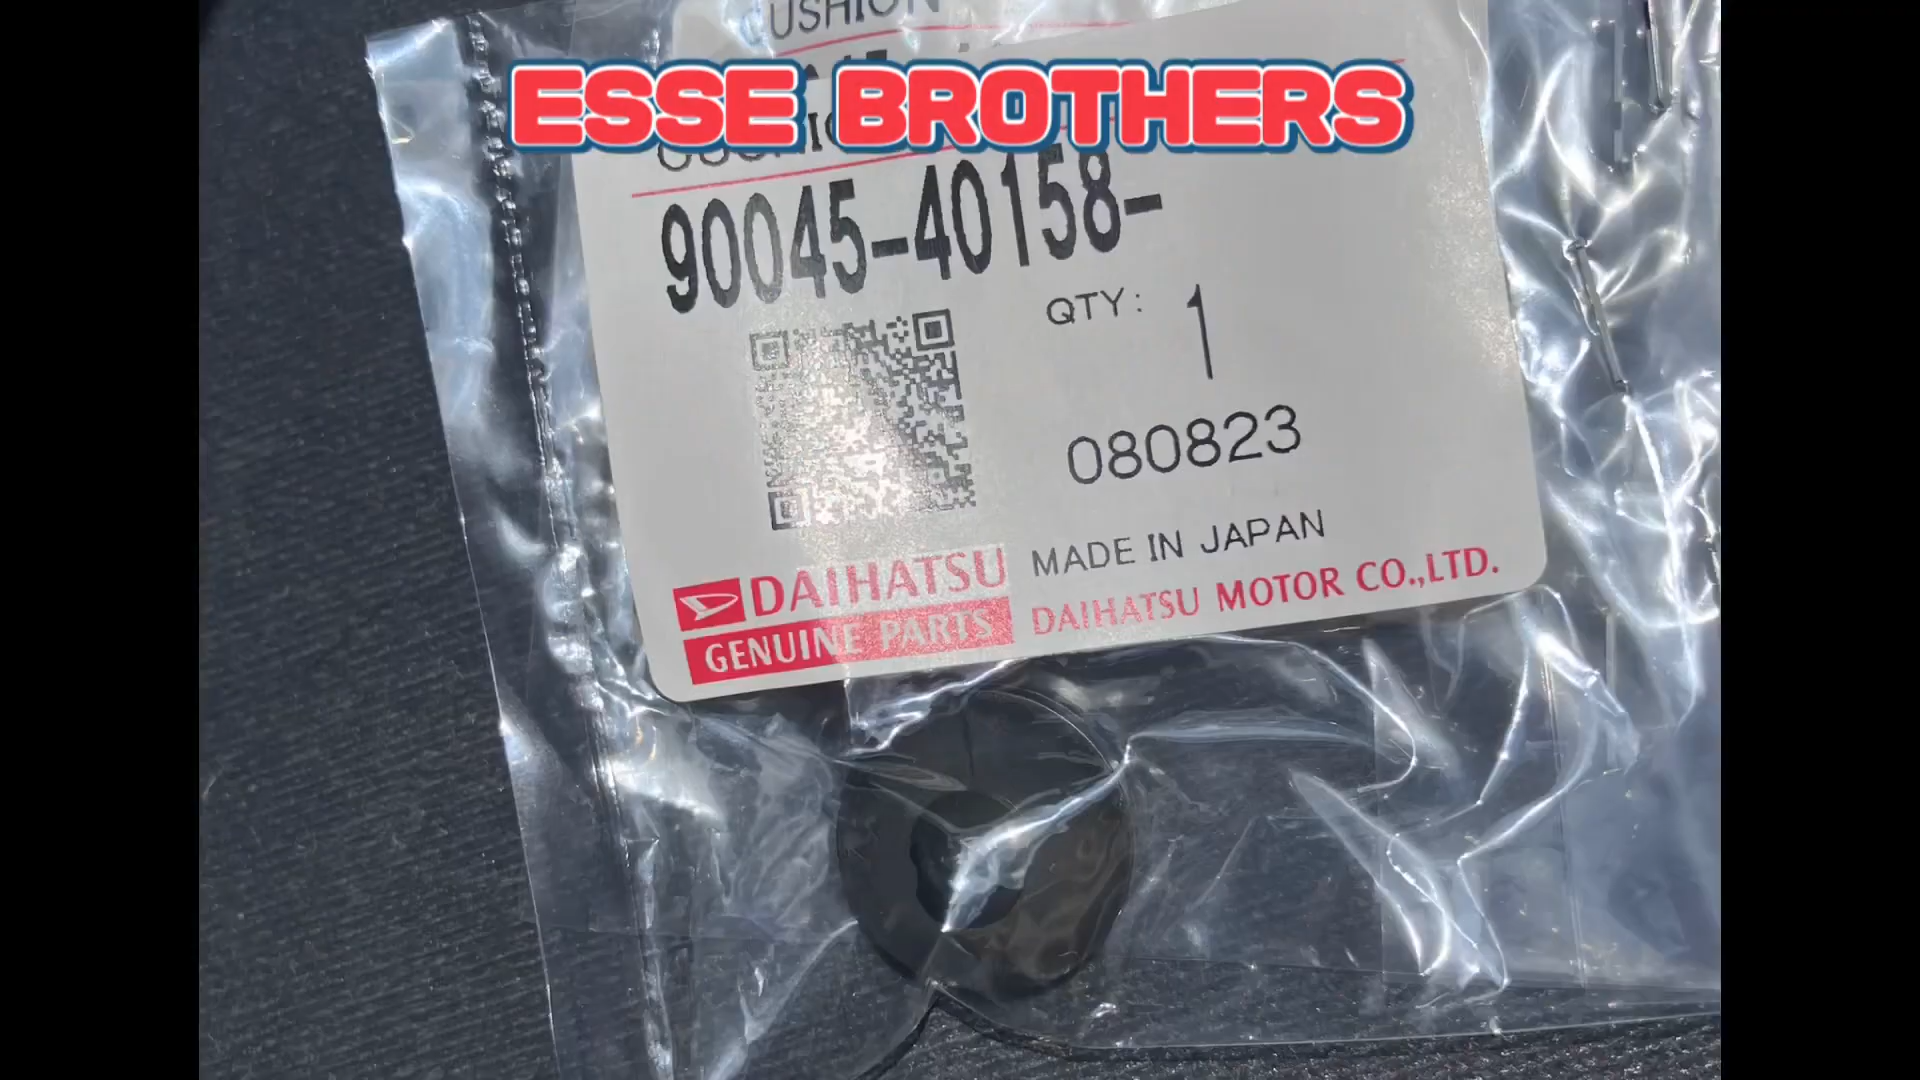 CUSHION
ESSE BROTHERS
90045-40158-
QTY: 1
080823
MADE IN JAPAN
DAIHATSU
GENUINE PARTS
DAIHATSU MOTOR CO.,LTD.